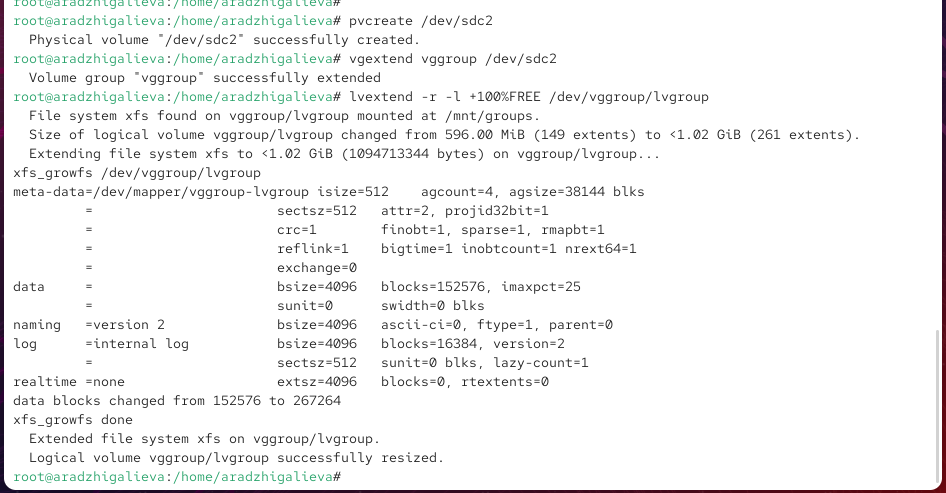 root@aradzhigalieva:/home/aradzhigalieva#
root@aradzhigalieva:/home/aradzhigalieva# pvcreate /dev/sdc2
  Physical volume "/dev/sdc2" successfully created.
root@aradzhigalieva:/home/aradzhigalieva# vgextend vggroup /dev/sdc2
  Volume group "vggroup" successfully extended
root@aradzhigalieva:/home/aradzhigalieva# lvextend -r -l +100%FREE /dev/vggroup/lvgroup
  File system xfs found on vggroup/lvgroup mounted at /mnt/groups.
  Size of logical volume vggroup/lvgroup changed from 596.00 MiB (149 extents) to <1.02 GiB (261 extents).
  Extending file system xfs to <1.02 GiB (1094713344 bytes) on vggroup/lvgroup...
xfs_growfs /dev/vggroup/lvgroup
meta-data=/dev/mapper/vggroup-lvgroup isize=512    agcount=4, agsize=38144 blks
         =                       sectsz=512   attr=2, projid32bit=1
         =                       crc=1        finobt=1, sparse=1, rmapbt=1
         =                       reflink=1    bigtime=1 inobtcount=1 nrext64=1
         =                       exchange=0
data     =                       bsize=4096   blocks=152576, imaxpct=25
         =                       sunit=0      swidth=0 blks
naming   =version 2              bsize=4096   ascii-ci=0, ftype=1, parent=0
log      =internal log           bsize=4096   blocks=16384, version=2
         =                       sectsz=512   sunit=0 blks, lazy-count=1
realtime =none                   extsz=4096   blocks=0, rtextents=0
data blocks changed from 152576 to 267264
xfs_growfs done
  Extended file system xfs on vggroup/lvgroup.
  Logical volume vggroup/lvgroup successfully resized.
root@aradzhigalieva:/home/aradzhigalieva#